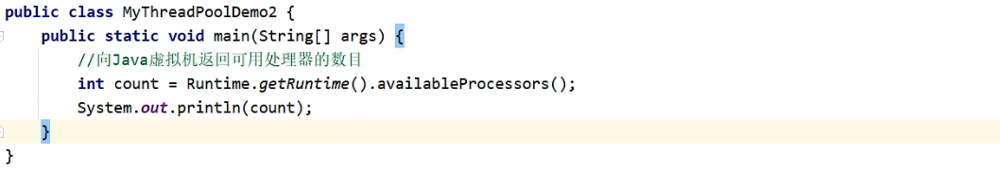 public class MyThreadPoolDemo2 {
    public static void main(String[] args) {
        //向Java虚拟机返回可用处理器的数目
        int count = Runtime.getRuntime().availableProcessors();
        System.out.println(count);
    }
}